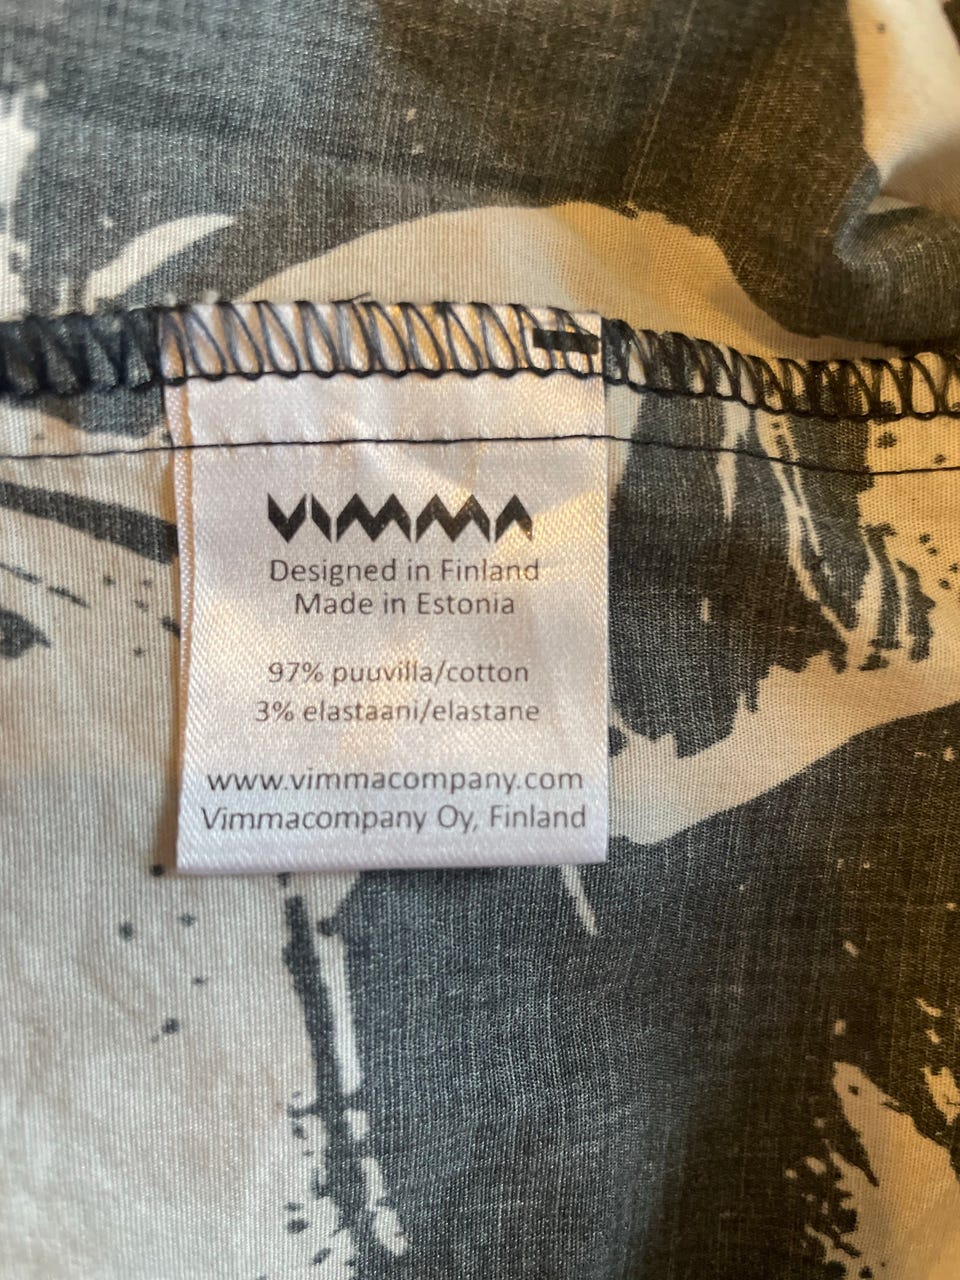 VIMMA
Designed in Finland
Made in Estonia
97% puuvilla/cotton
3% elastaani/elastane
www.vimmacompany.com
Vimmacompany Oy, Finland